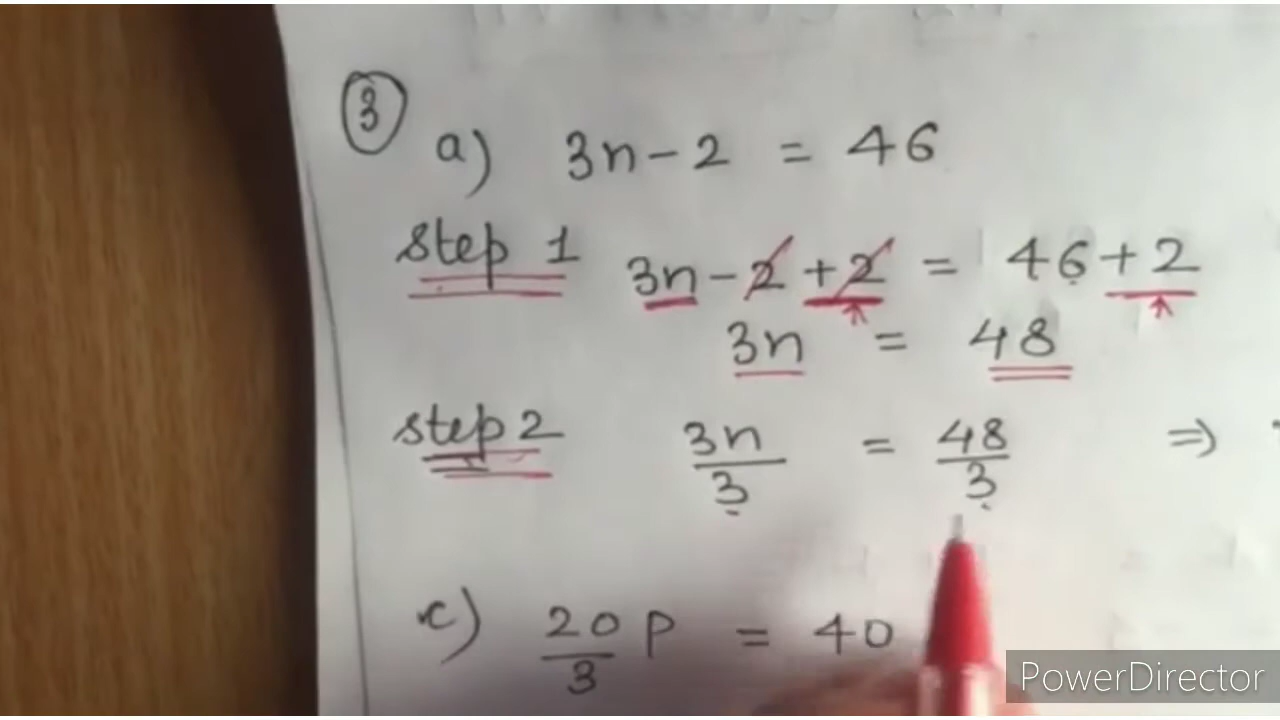 ③
a) 3n - 2 = 46
step 1 3n - 2 + 2 = 46 + 2
3n = 48
step 2 3n/3 = 48/3 ⇒
c) 20/3 p = 40
PowerDirector